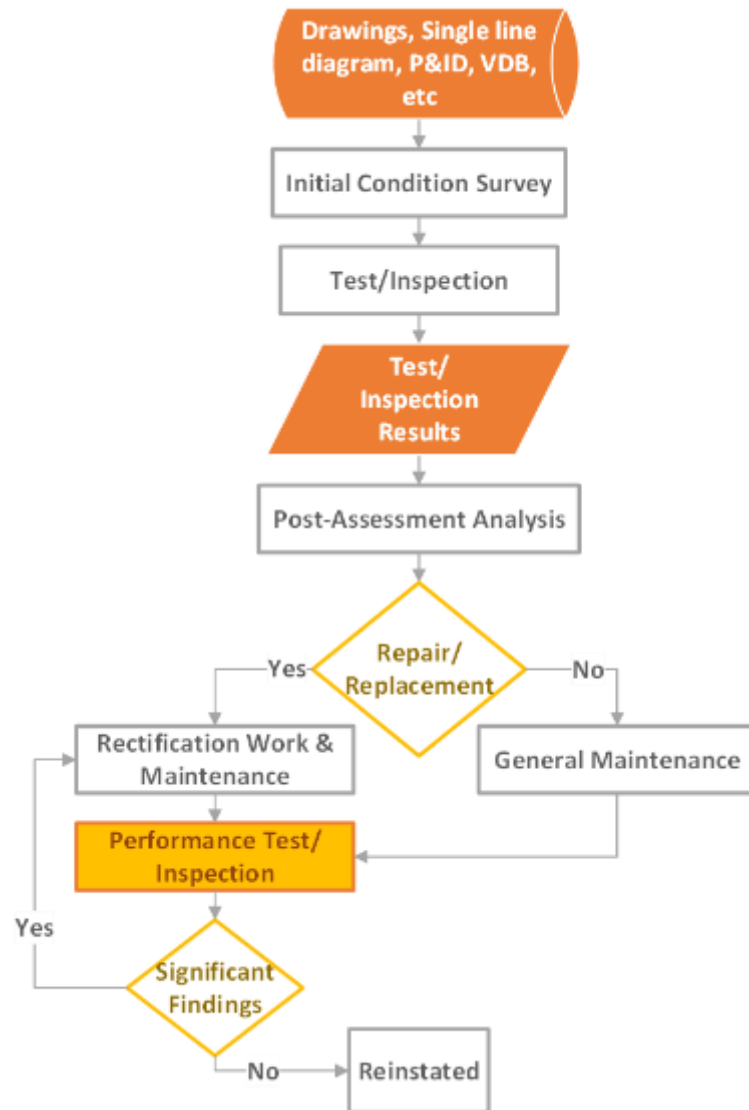 Drawings, Single line
diagram, P&ID, VDB,
etc
Initial Condition Survey
Test/Inspection
Test/
Inspection
Results
Post-Assessment Analysis
Repair/
Replacement
Yes
No
Rectification Work &
Maintenance
General Maintenance
Performance Test/
Inspection
Yes
Significant
Findings
No
Reinstated